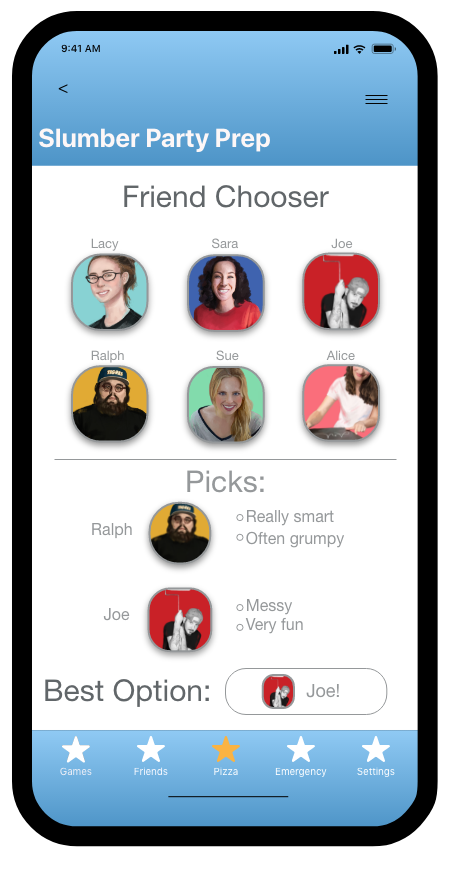 9:41 AM
<
Slumber Party Prep
Friend Chooser
Lacy Sara Joe
Ralph Sue Alice
Picks:
Ralph
Really smart
Often grumpy
Joe
Messy
Very fun
Best Option: Joe!
Games Friends Pizza Emergency Settings